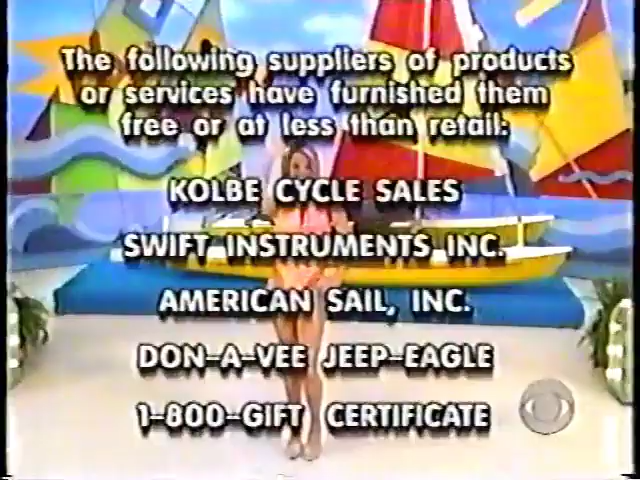 The following suppliers of products
or services have furnished them
free or at less than retail:
KOLBE CYCLE SALES
SWIFT INSTRUMENTS INC.
AMERICAN SAIL, INC.
DON-A-VEE JEEP-EAGLE
1-800-GIFT CERTIFICATE